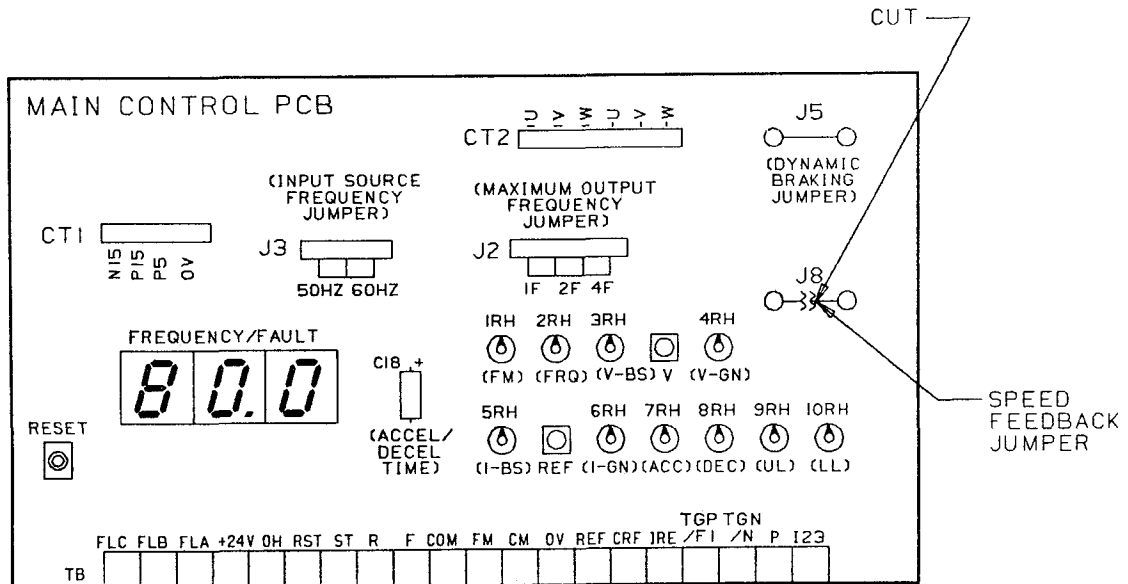 CUT
MAIN CONTROL PCB
-U -V -W -U -V -W
CT2
J5
(DYNAMIC
BRAKING
JUMPER)
(INPUT SOURCE
FREQUENCY
JUMPER)
(MAXIMUM OUTPUT
FREQUENCY
JUMPER)
CT1
N15 P15 P5 0V
J3
50HZ 60HZ
J2
1F 2F 4F
J8
FREQUENCY/FAULT
80.0
1RH 2RH 3RH 4RH
(FM) (FRQ) (V-BS) V (V-GN)
C18 +
(ACCEL/
DECEL
TIME)
5RH 6RH 7RH 8RH 9RH 10RH
(I-BS) REF (I-GN) (ACC) (DEC) (UL) (LL)
RESET
SPEED
FEEDBACK
JUMPER
TB
FLC FLB FLA +24V OH RST ST R F COM FM CM OV REF CRF IRE TGP/F1 TGN/N P I23